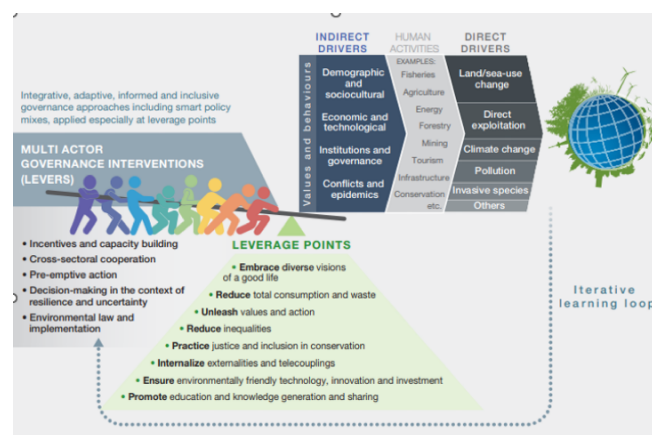 INDIRECT
DRIVERS
HUMAN
ACTIVITIES
DIRECT
DRIVERS
Values and behaviours
Demographic
and
sociocultural
Economic and
technological
Institutions and
governance
Conflicts and
epidemics
EXAMPLES:
Fisheries
Agriculture
Energy
Forestry
Mining
Tourism
Infrastructure
Conservation
etc.
Land/sea-use
change
Direct
exploitation
Climate change
Pollution
Invasive species
Others
Integrative, adaptive, informed and inclusive
governance approaches including smart policy
mixes, applied especially at leverage points
MULTI ACTOR
GOVERNANCE INTERVENTIONS
(LEVERS)
• Incentives and capacity building
• Cross-sectoral cooperation
• Pre-emptive action
• Decision-making in the context of
resilience and uncertainty
• Environmental law and
implementation
LEVERAGE POINTS
• Embrace diverse visions
of a good life
• Reduce total consumption and waste
• Unleash values and action
• Reduce inequalities
• Practice justice and inclusion in conservation
• Internalize externalities and telecouplings
• Ensure environmentally friendly technology, innovation and investment
• Promote education and knowledge generation and sharing
Iterative
learning loop